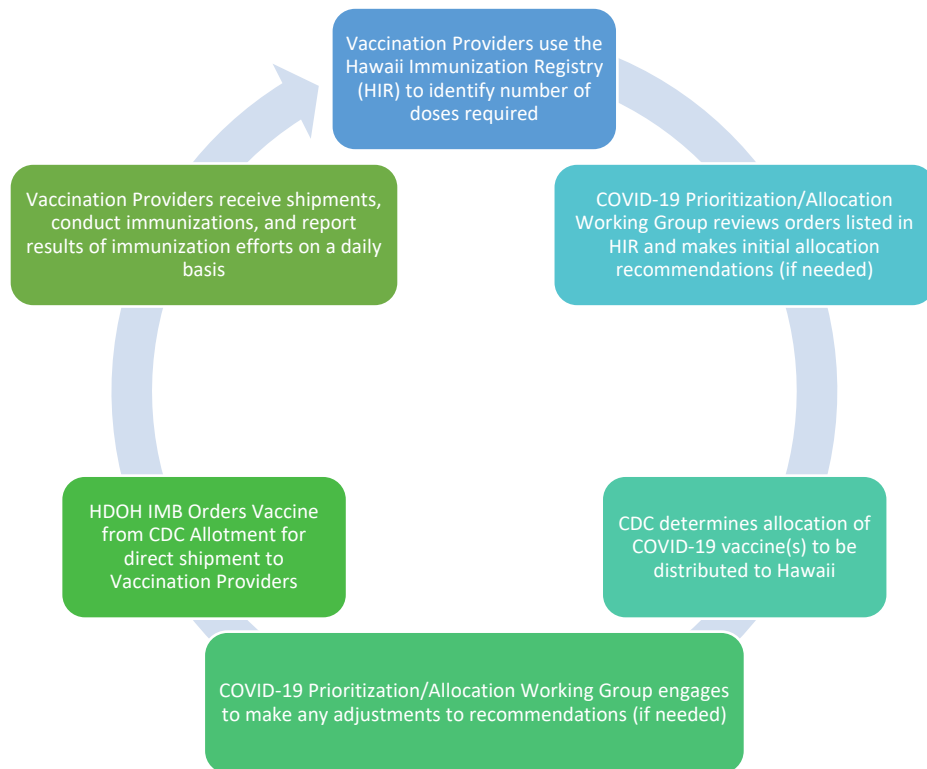 Vaccination Providers use the
Hawaii Immunization Registry
(HIR) to identify number of
doses required
COVID-19 Prioritization/Allocation
Working Group reviews orders listed in
HIR and makes initial allocation
recommendations (if needed)
CDC determines allocation of
COVID-19 vaccine(s) to be
distributed to Hawaii
COVID-19 Prioritization/Allocation Working Group engages
to make any adjustments to recommendations (if needed)
HDOH IMB Orders Vaccine
from CDC Allotment for
direct shipment to
Vaccination Providers
Vaccination Providers receive shipments,
conduct immunizations, and report
results of immunization efforts on a daily
basis